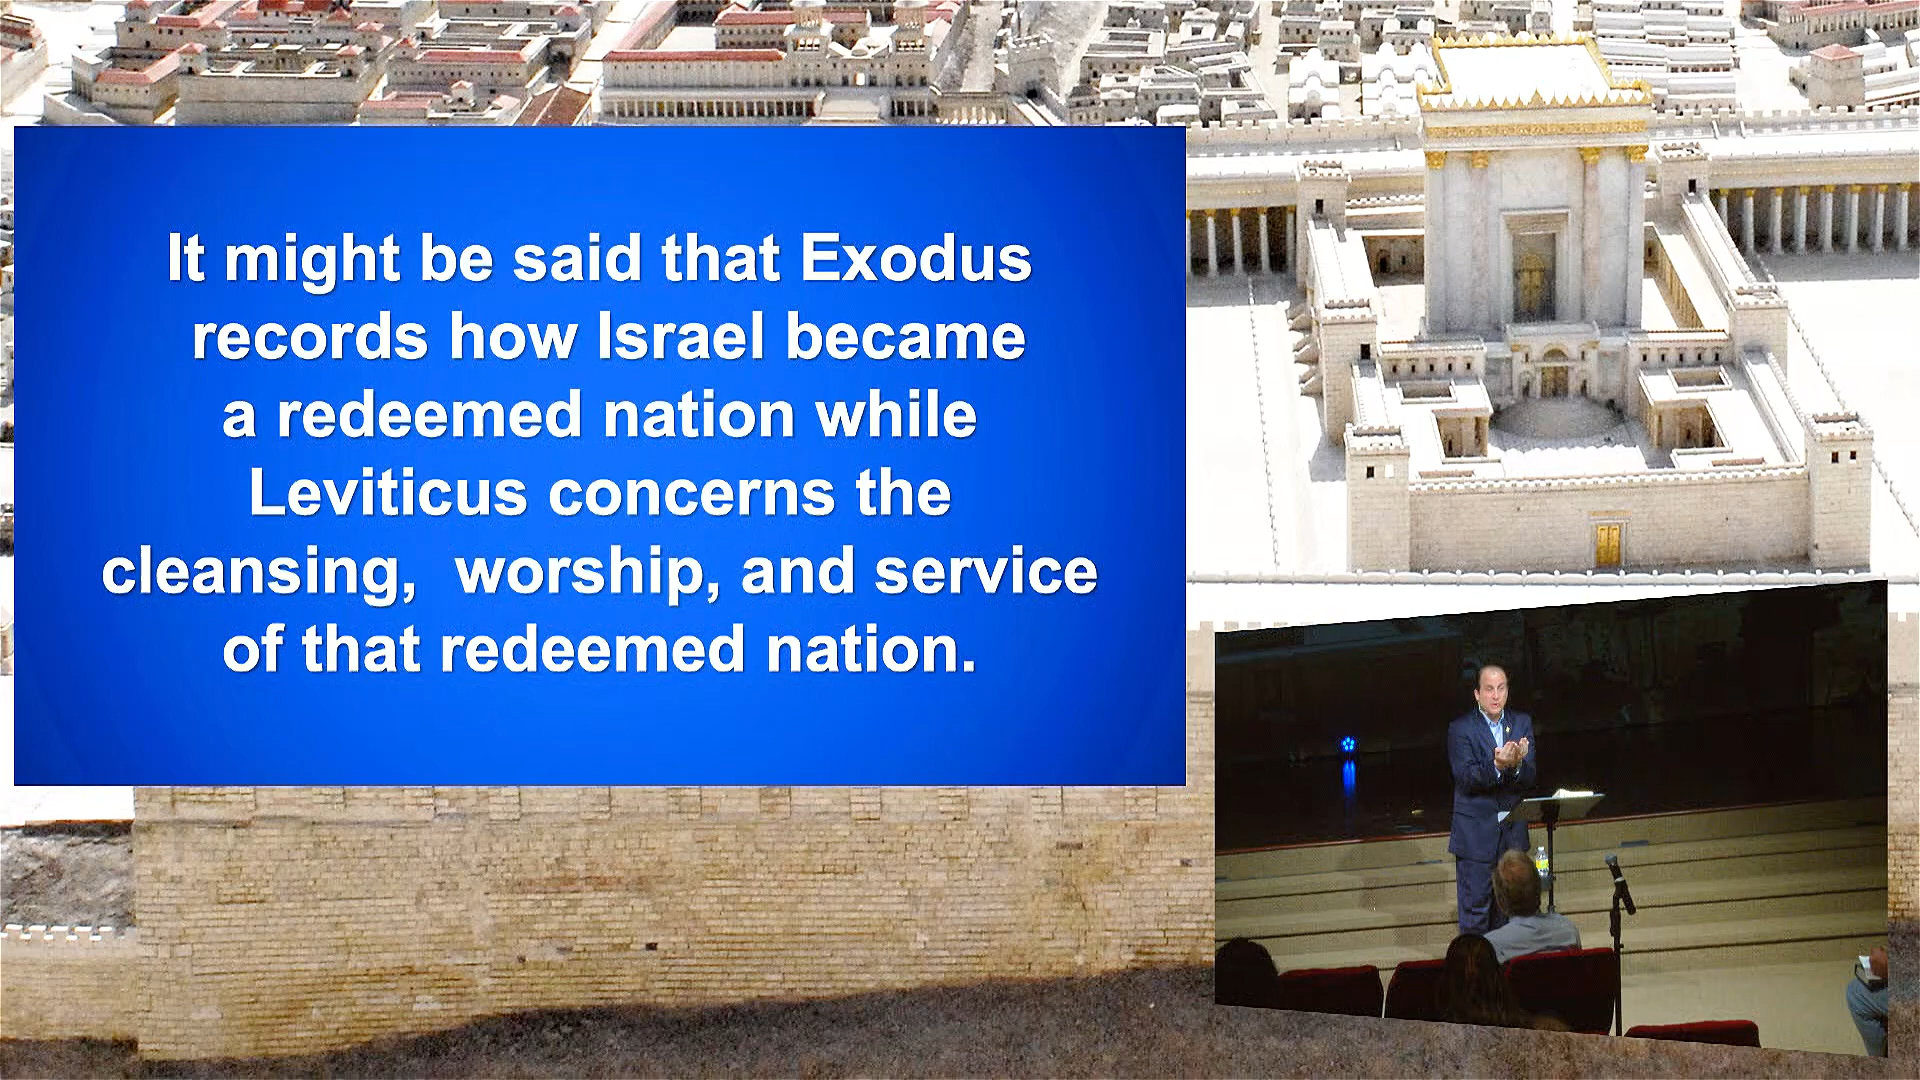 It might be said that Exodus
records how Israel became
a redeemed nation while
Leviticus concerns the
cleansing,  worship, and service
of that redeemed nation.